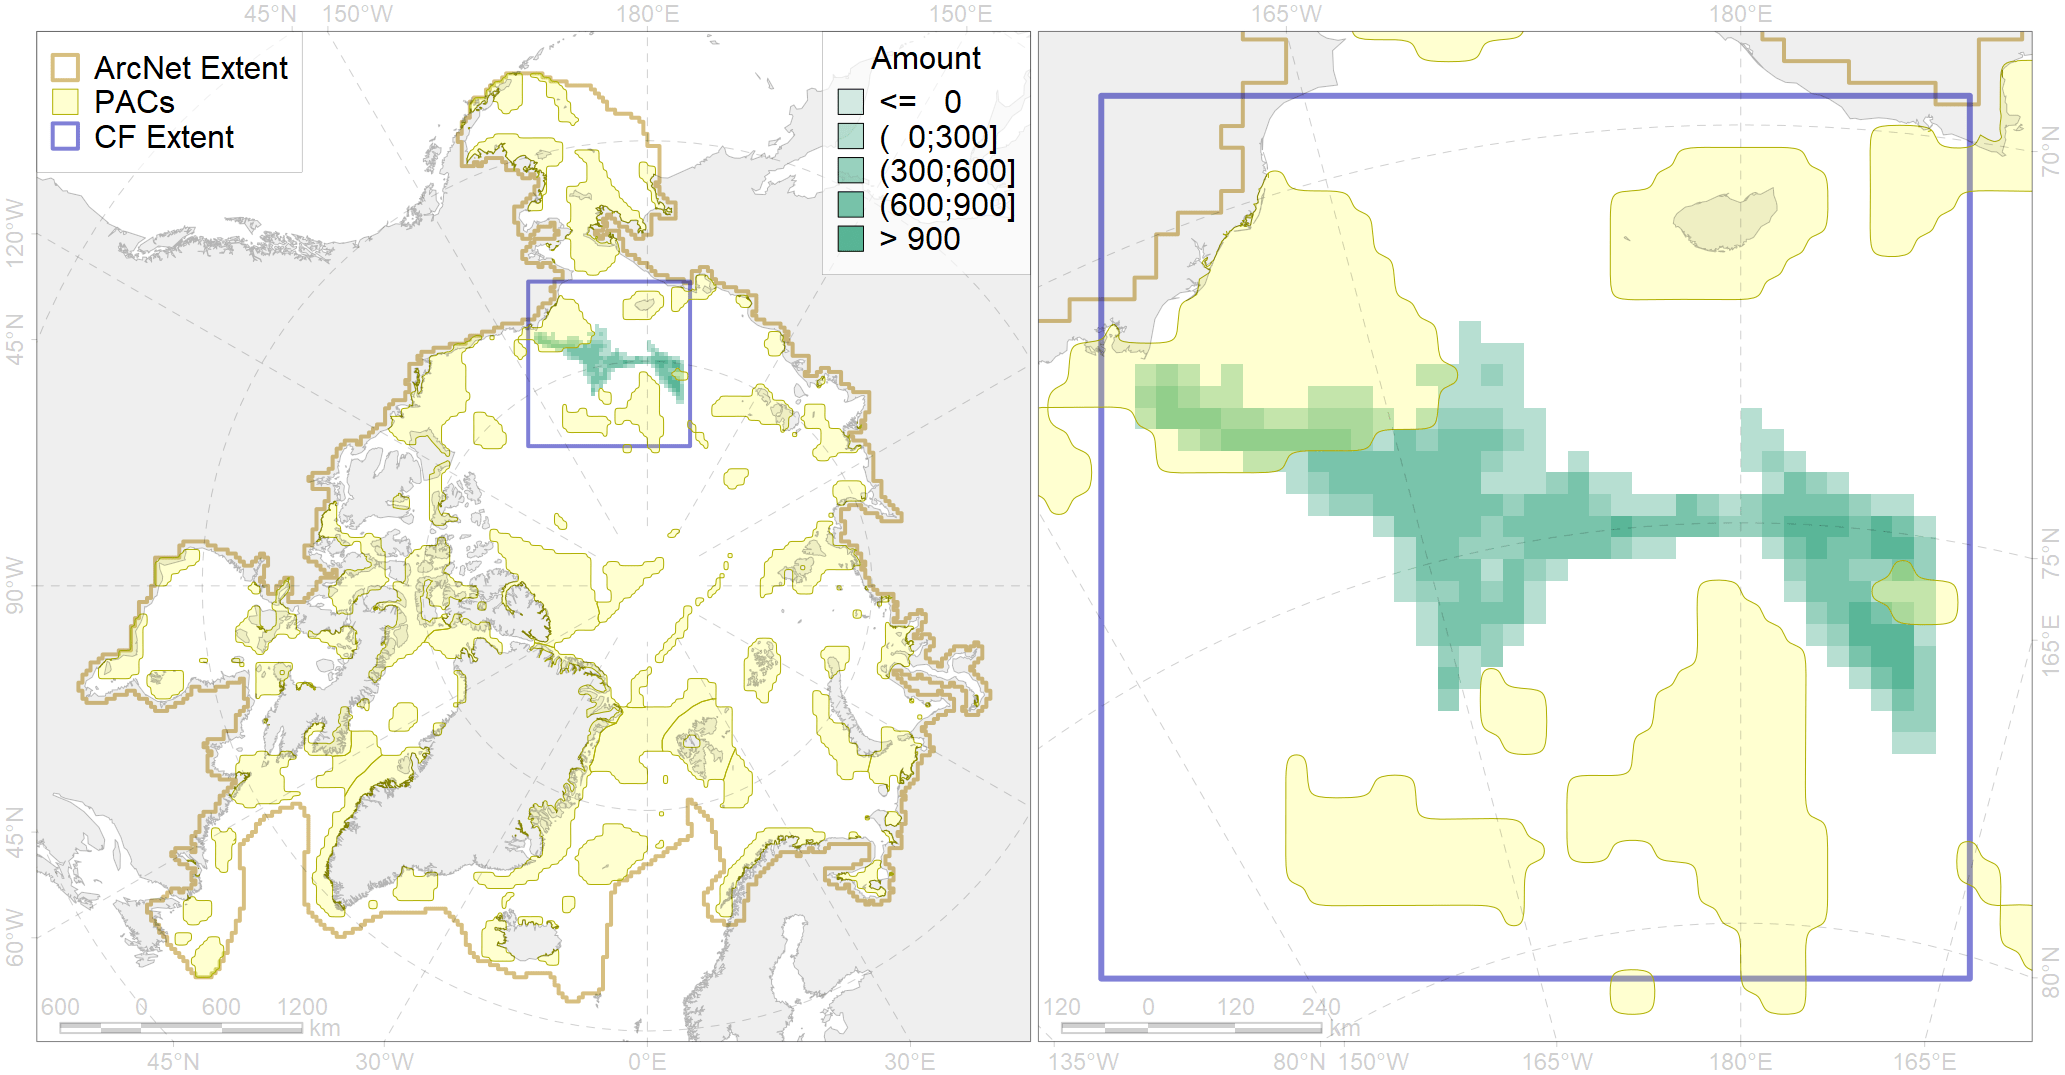 45°N 150°W 180°E 150°E 165°W 180°E
ArcNet Extent
PACs
CF Extent
Amount
<= 0
( 0;300]
(300;600]
(600;900]
> 900
120°W
45°N
90°W
45°N
60°W
70°N
75°N
165°E
80°N
600 0 600 1200
km
120 0 120 240
km
45°N 30°W 0°E 30°E 135°W 80°N 150°W 165°W 180°E 165°E